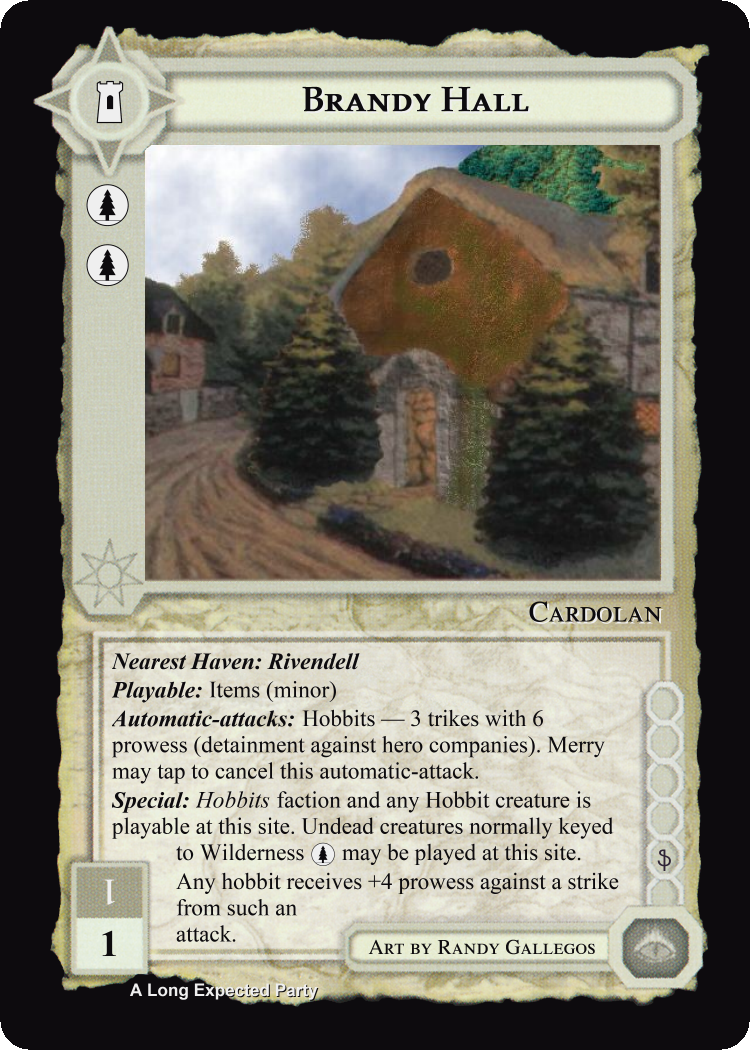 Brandy Hall
Cardolan
Nearest Haven: Rivendell
Playable: Items (minor)
Automatic-attacks: Hobbits — 3 trikes with 6
prowess (detainment against hero companies). Merry
may tap to cancel this automatic-attack.
Special: Hobbits faction and any Hobbit creature is
playable at this site. Undead creatures normally keyed
to Wilderness may be played at this site.
Any hobbit receives +4 prowess against a strike
from such an
attack.
1
1
Art by Randy Gallegos
A Long Expected Party